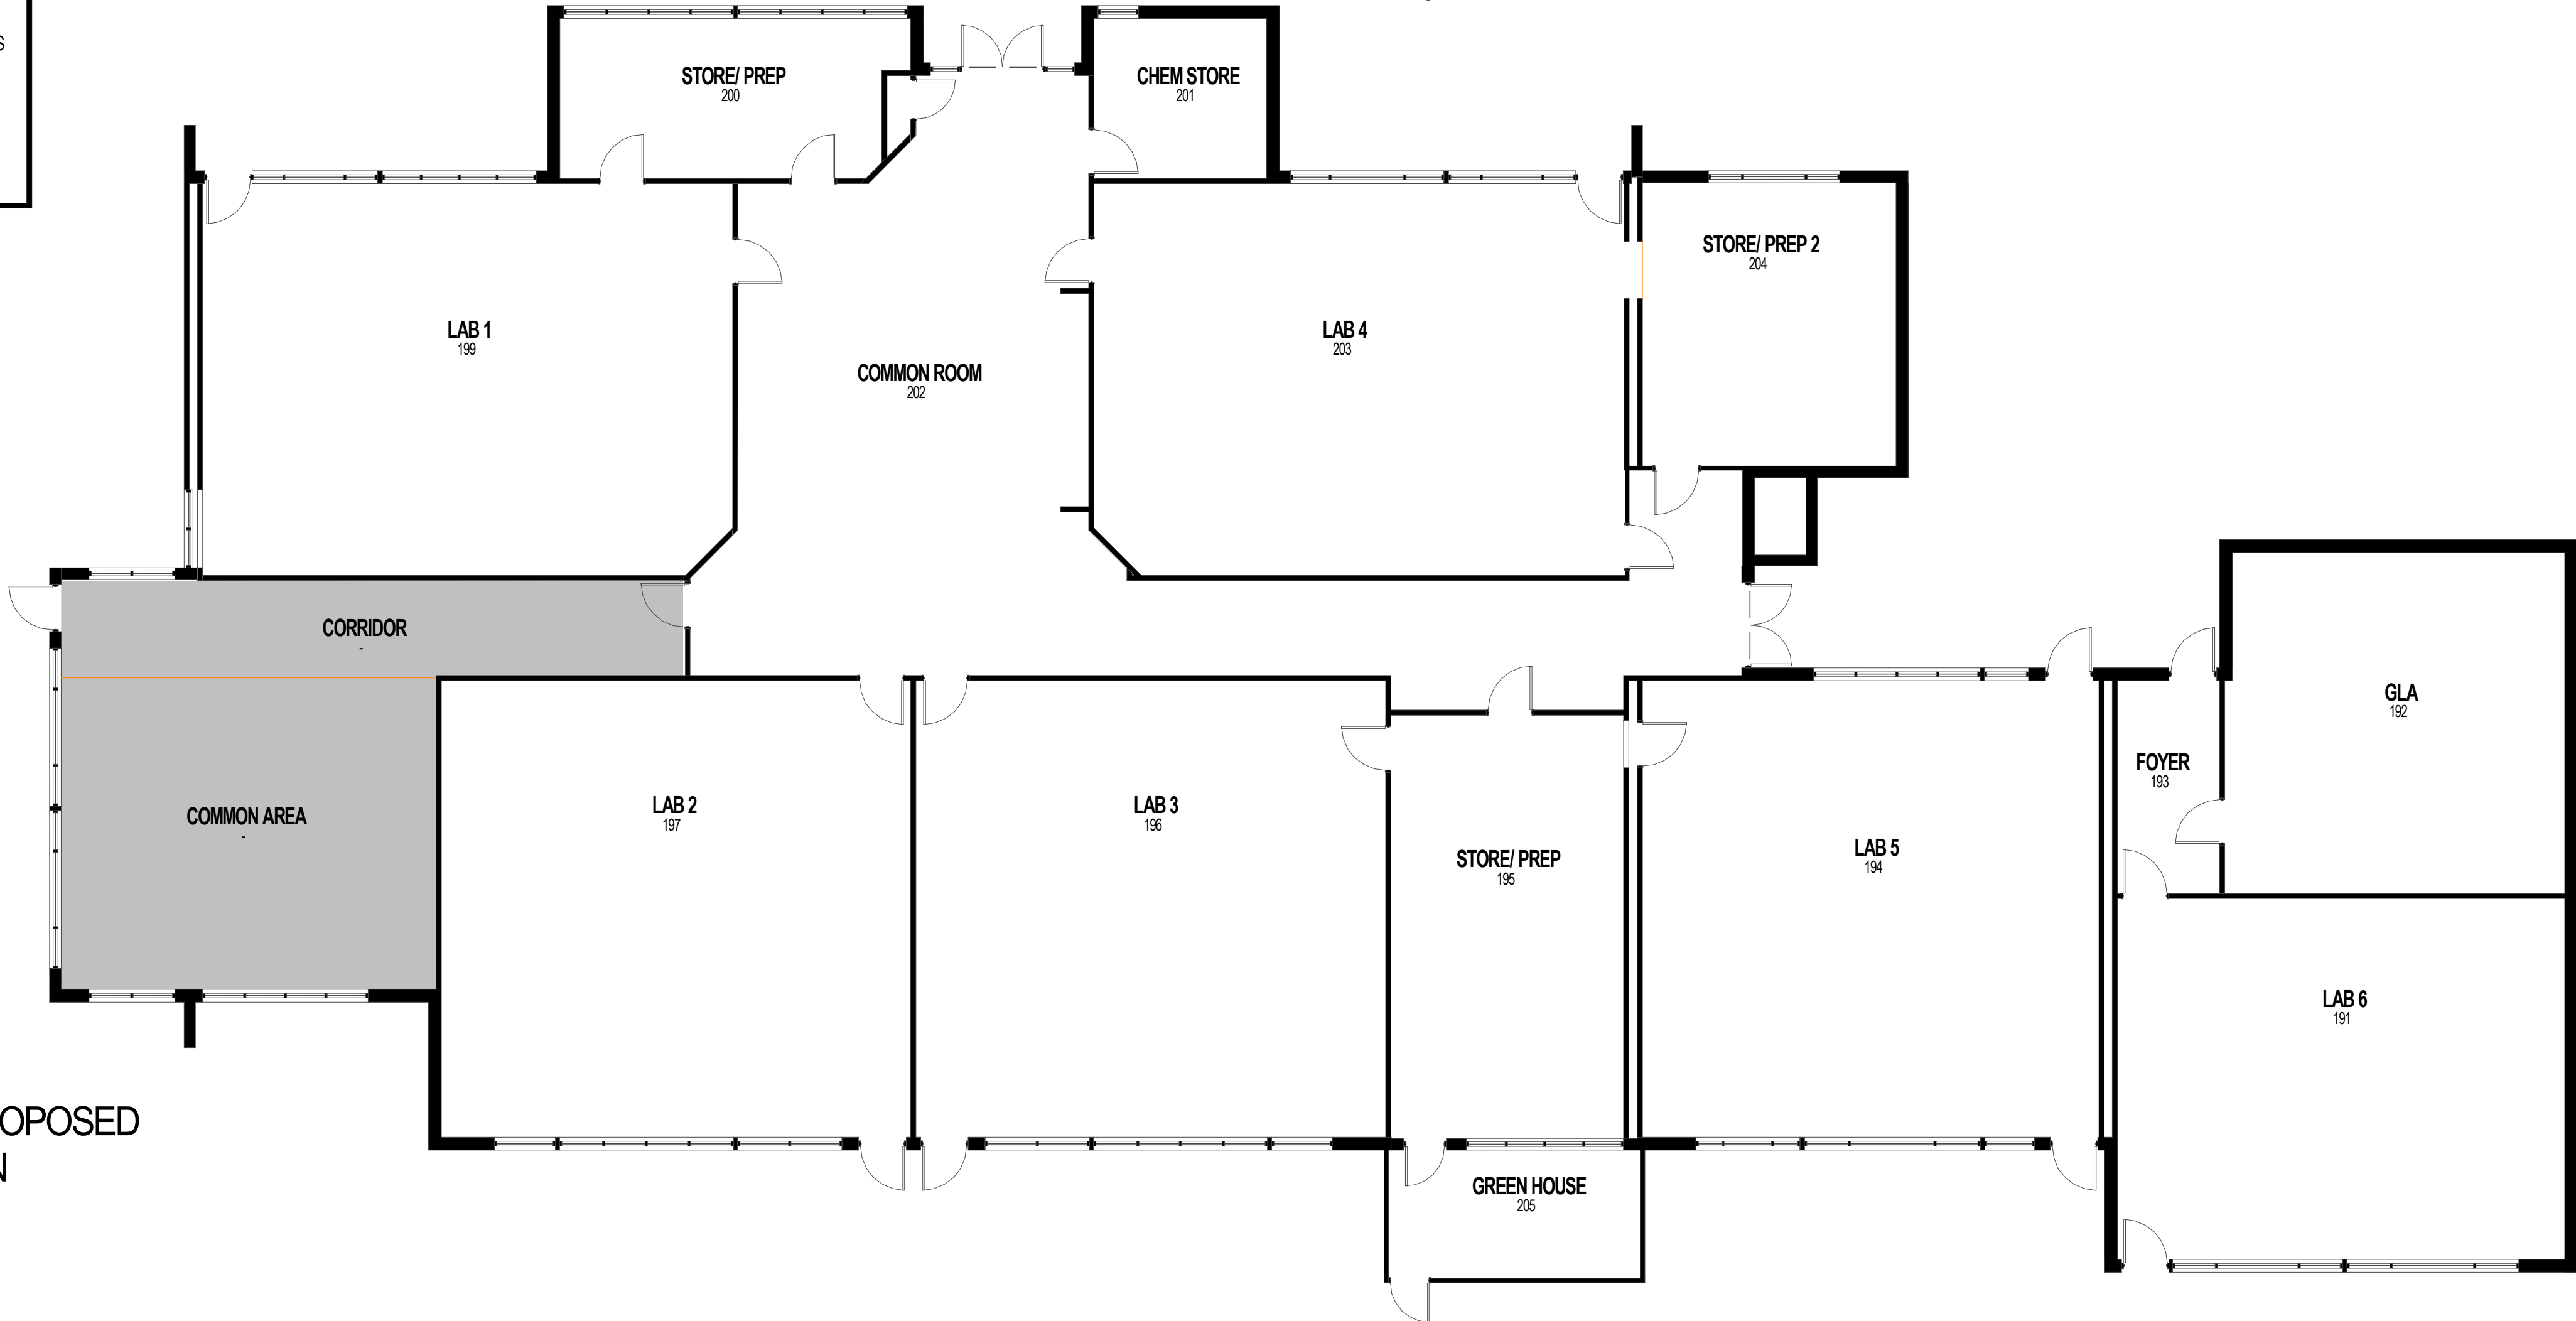 S
STORE/ PREP
200
CHEM STORE
201
STORE/ PREP 2
204
LAB 1
199
LAB 4
203
COMMON ROOM
202
CORRIDOR
-
GLA
192
FOYER
193
COMMON AREA
-
LAB 2
197
LAB 3
196
STORE/ PREP
195
LAB 5
194
LAB 6
191
OPOSED
N
GREEN HOUSE
205